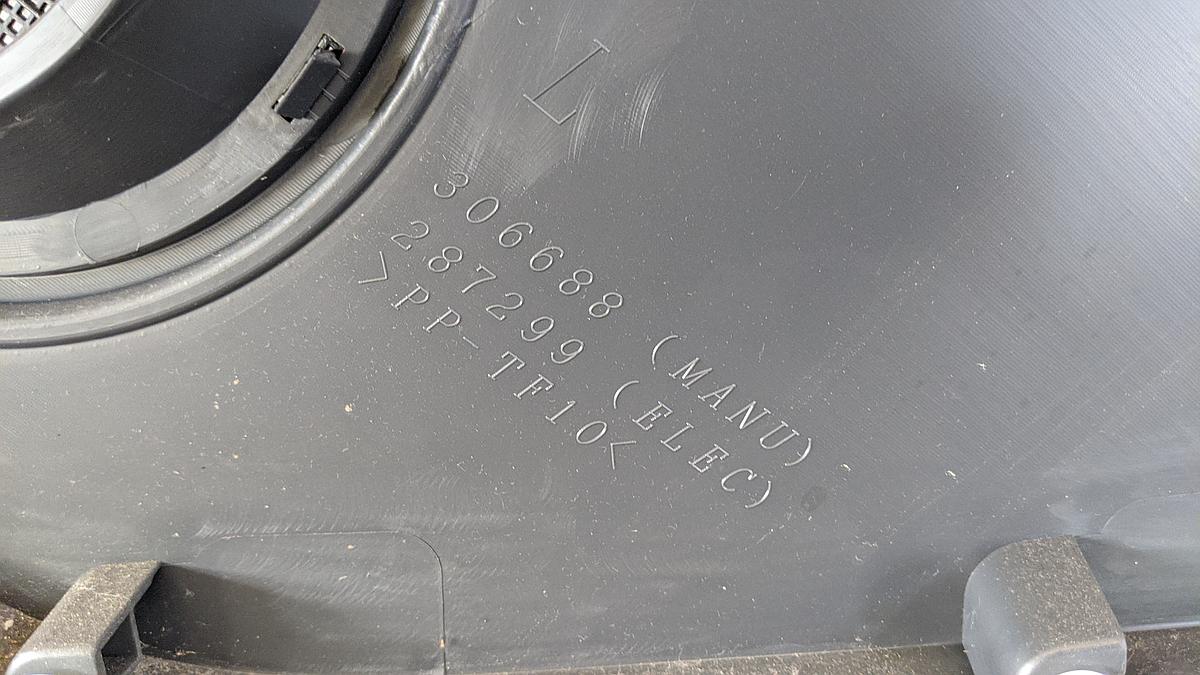 L
306688 (MANU)
287299 (ELEC)
>PP-TF10<